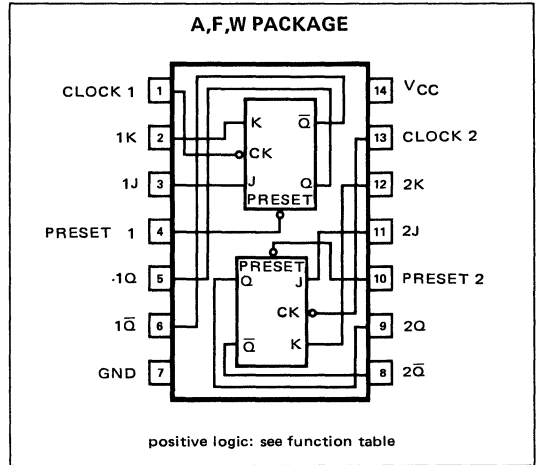 A,F,W PACKAGE
CLOCK 1 1 14 VCC
1K 2 13 CLOCK 2
1J 3 12 2K
PRESET 1 4 11 2J
·1Q 5 10 PRESET 2
1Q̅ 6 9 2Q
GND 7 8 2Q̅
K Q̅
CK
J Q
PRESET
PRESET
Q J
CK
Q̅ K
positive logic: see function table